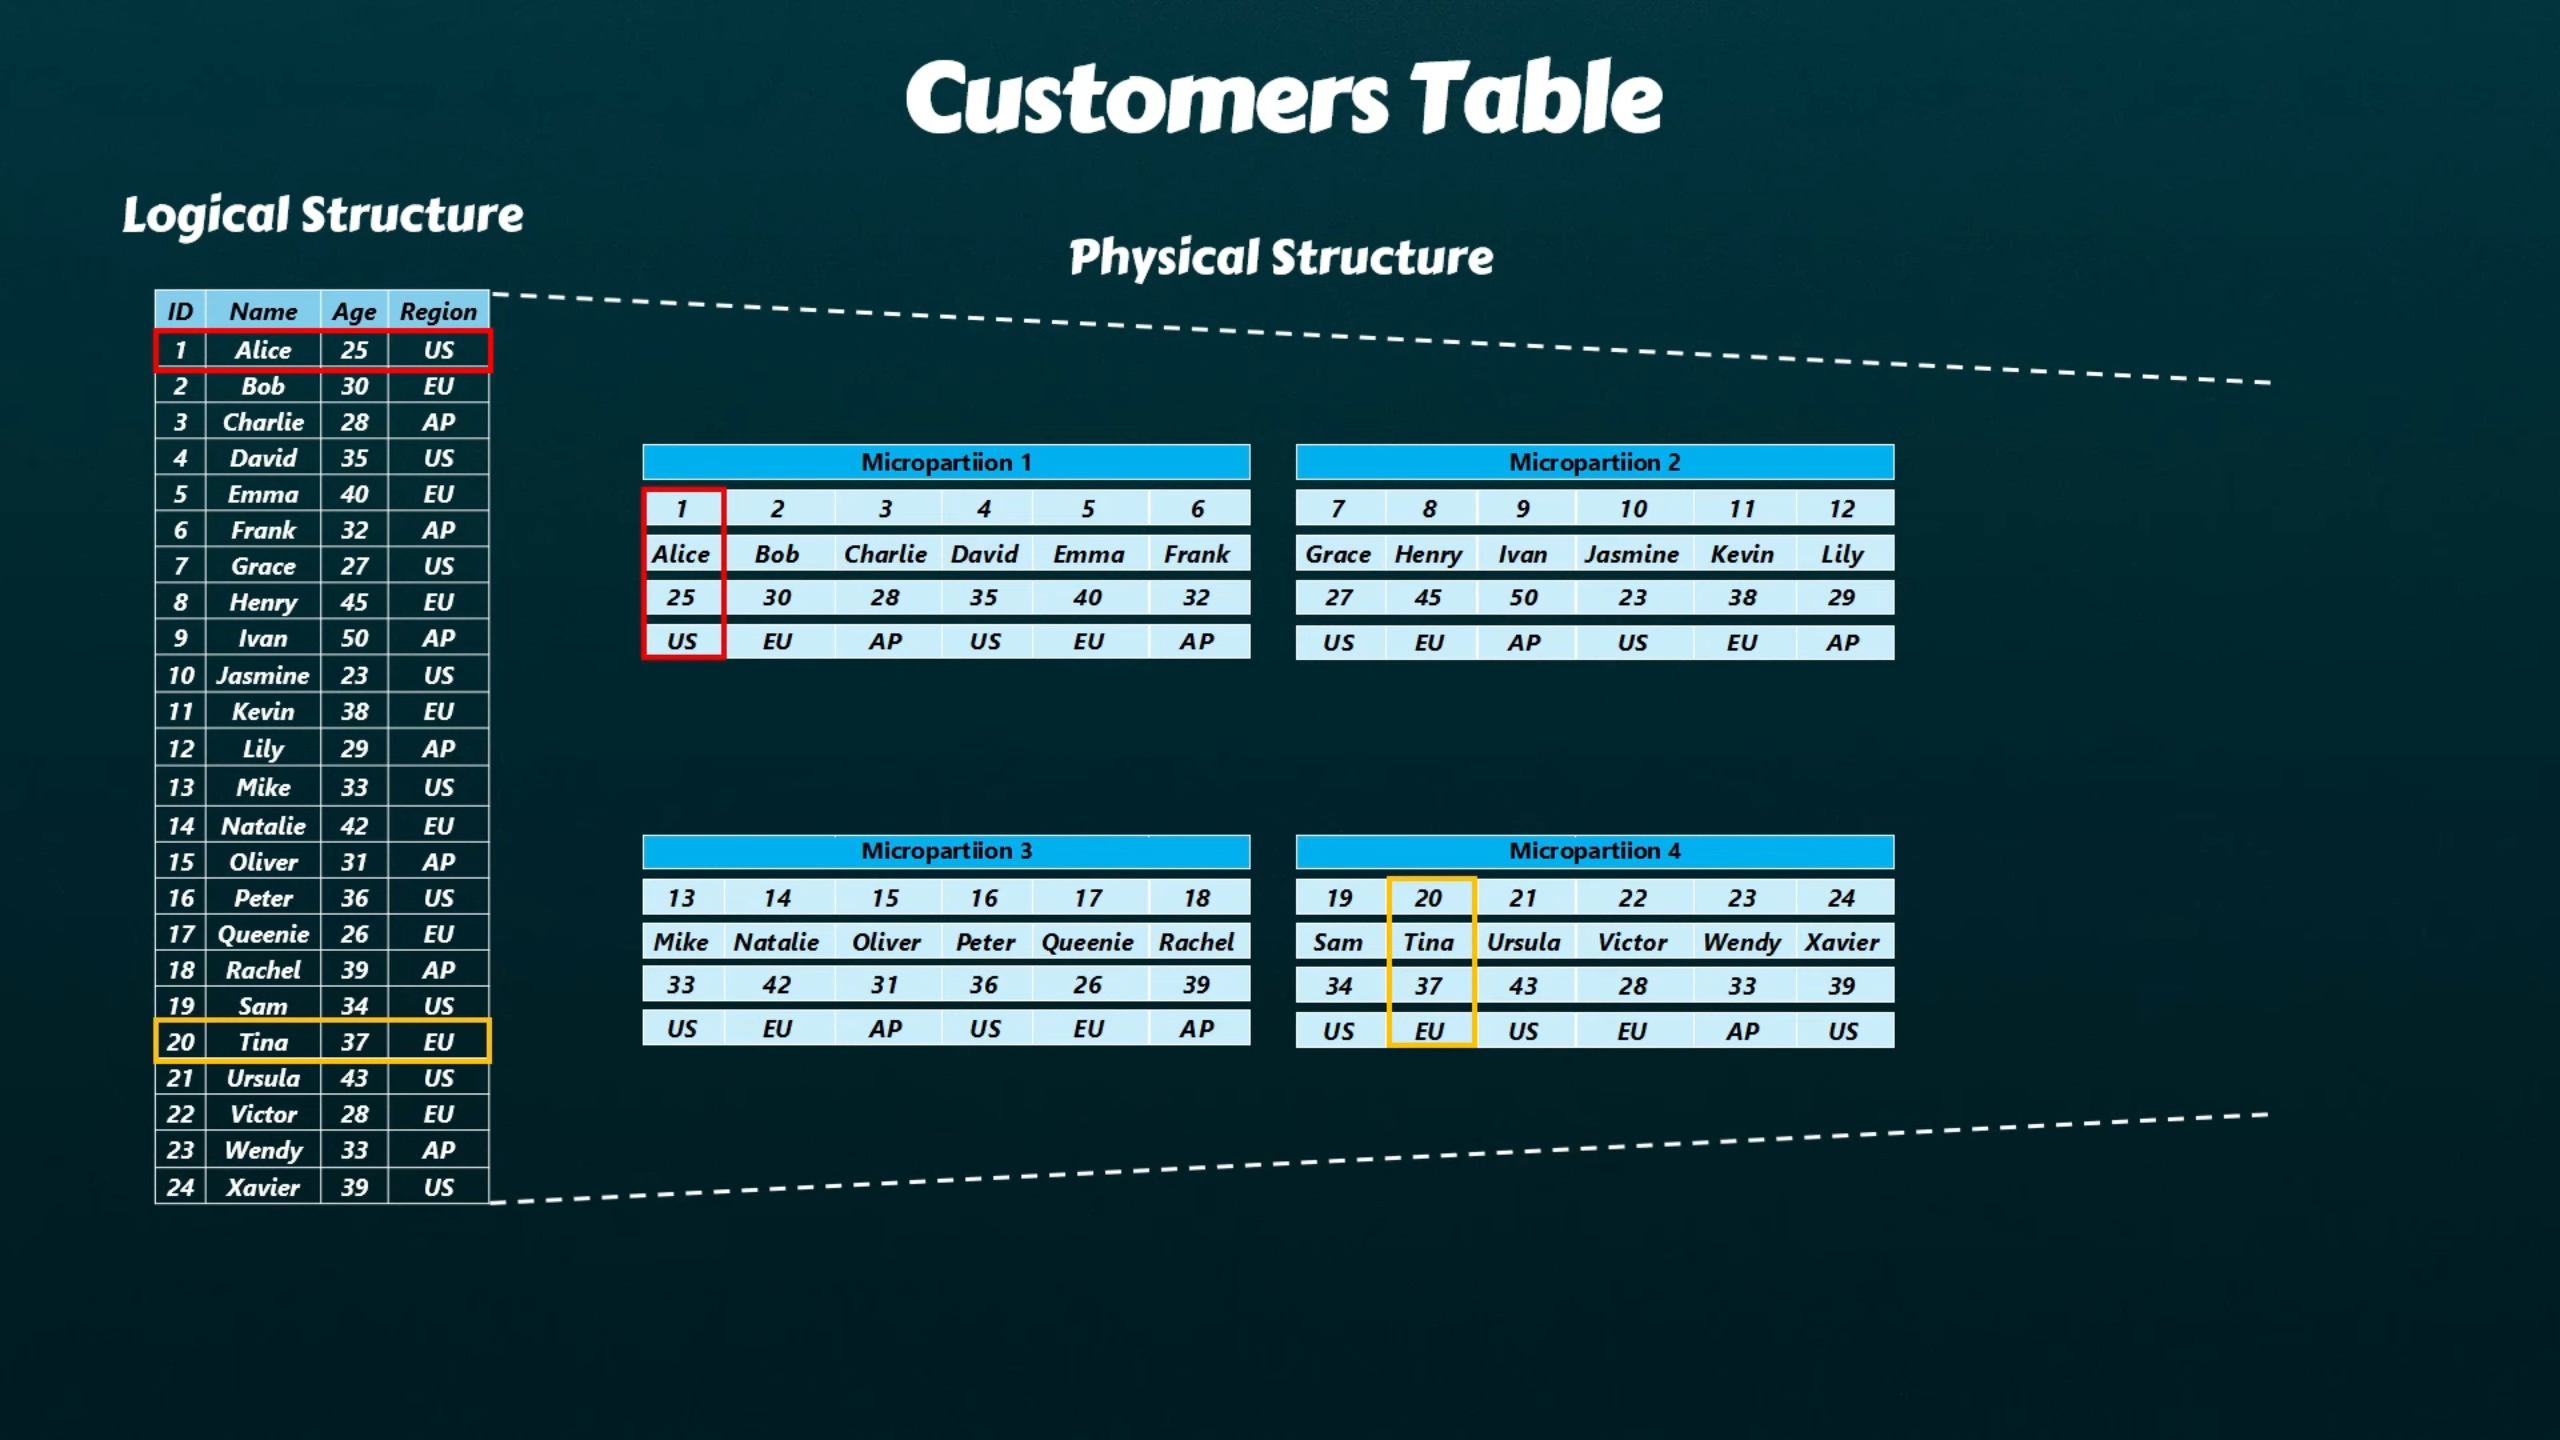 Customers Table
Logical Structure
Physical Structure
ID Name Age Region
1 Alice 25 US
2 Bob 30 EU
3 Charlie 28 AP
4 David 35 US
5 Emma 40 EU
6 Frank 32 AP
7 Grace 27 US
8 Henry 45 EU
9 Ivan 50 AP
10 Jasmine 23 US
11 Kevin 38 EU
12 Lily 29 AP
13 Mike 33 US
14 Natalie 42 EU
15 Oliver 31 AP
16 Peter 36 US
17 Queenie 26 EU
18 Rachel 39 AP
19 Sam 34 US
20 Tina 37 EU
21 Ursula 43 US
22 Victor 28 EU
23 Wendy 33 AP
24 Xavier 39 US
Micropartiion 1
1 2 3 4 5 6
Alice Bob Charlie David Emma Frank
25 30 28 35 40 32
US EU AP US EU AP
Micropartiion 2
7 8 9 10 11 12
Grace Henry Ivan Jasmine Kevin Lily
27 45 50 23 38 29
US EU AP US EU AP
Micropartiion 3
13 14 15 16 17 18
Mike Natalie Oliver Peter Queenie Rachel
33 42 31 36 26 39
US EU AP US EU AP
Micropartiion 4
19 20 21 22 23 24
Sam Tina Ursula Victor Wendy Xavier
34 37 43 28 33 39
US EU US EU AP US